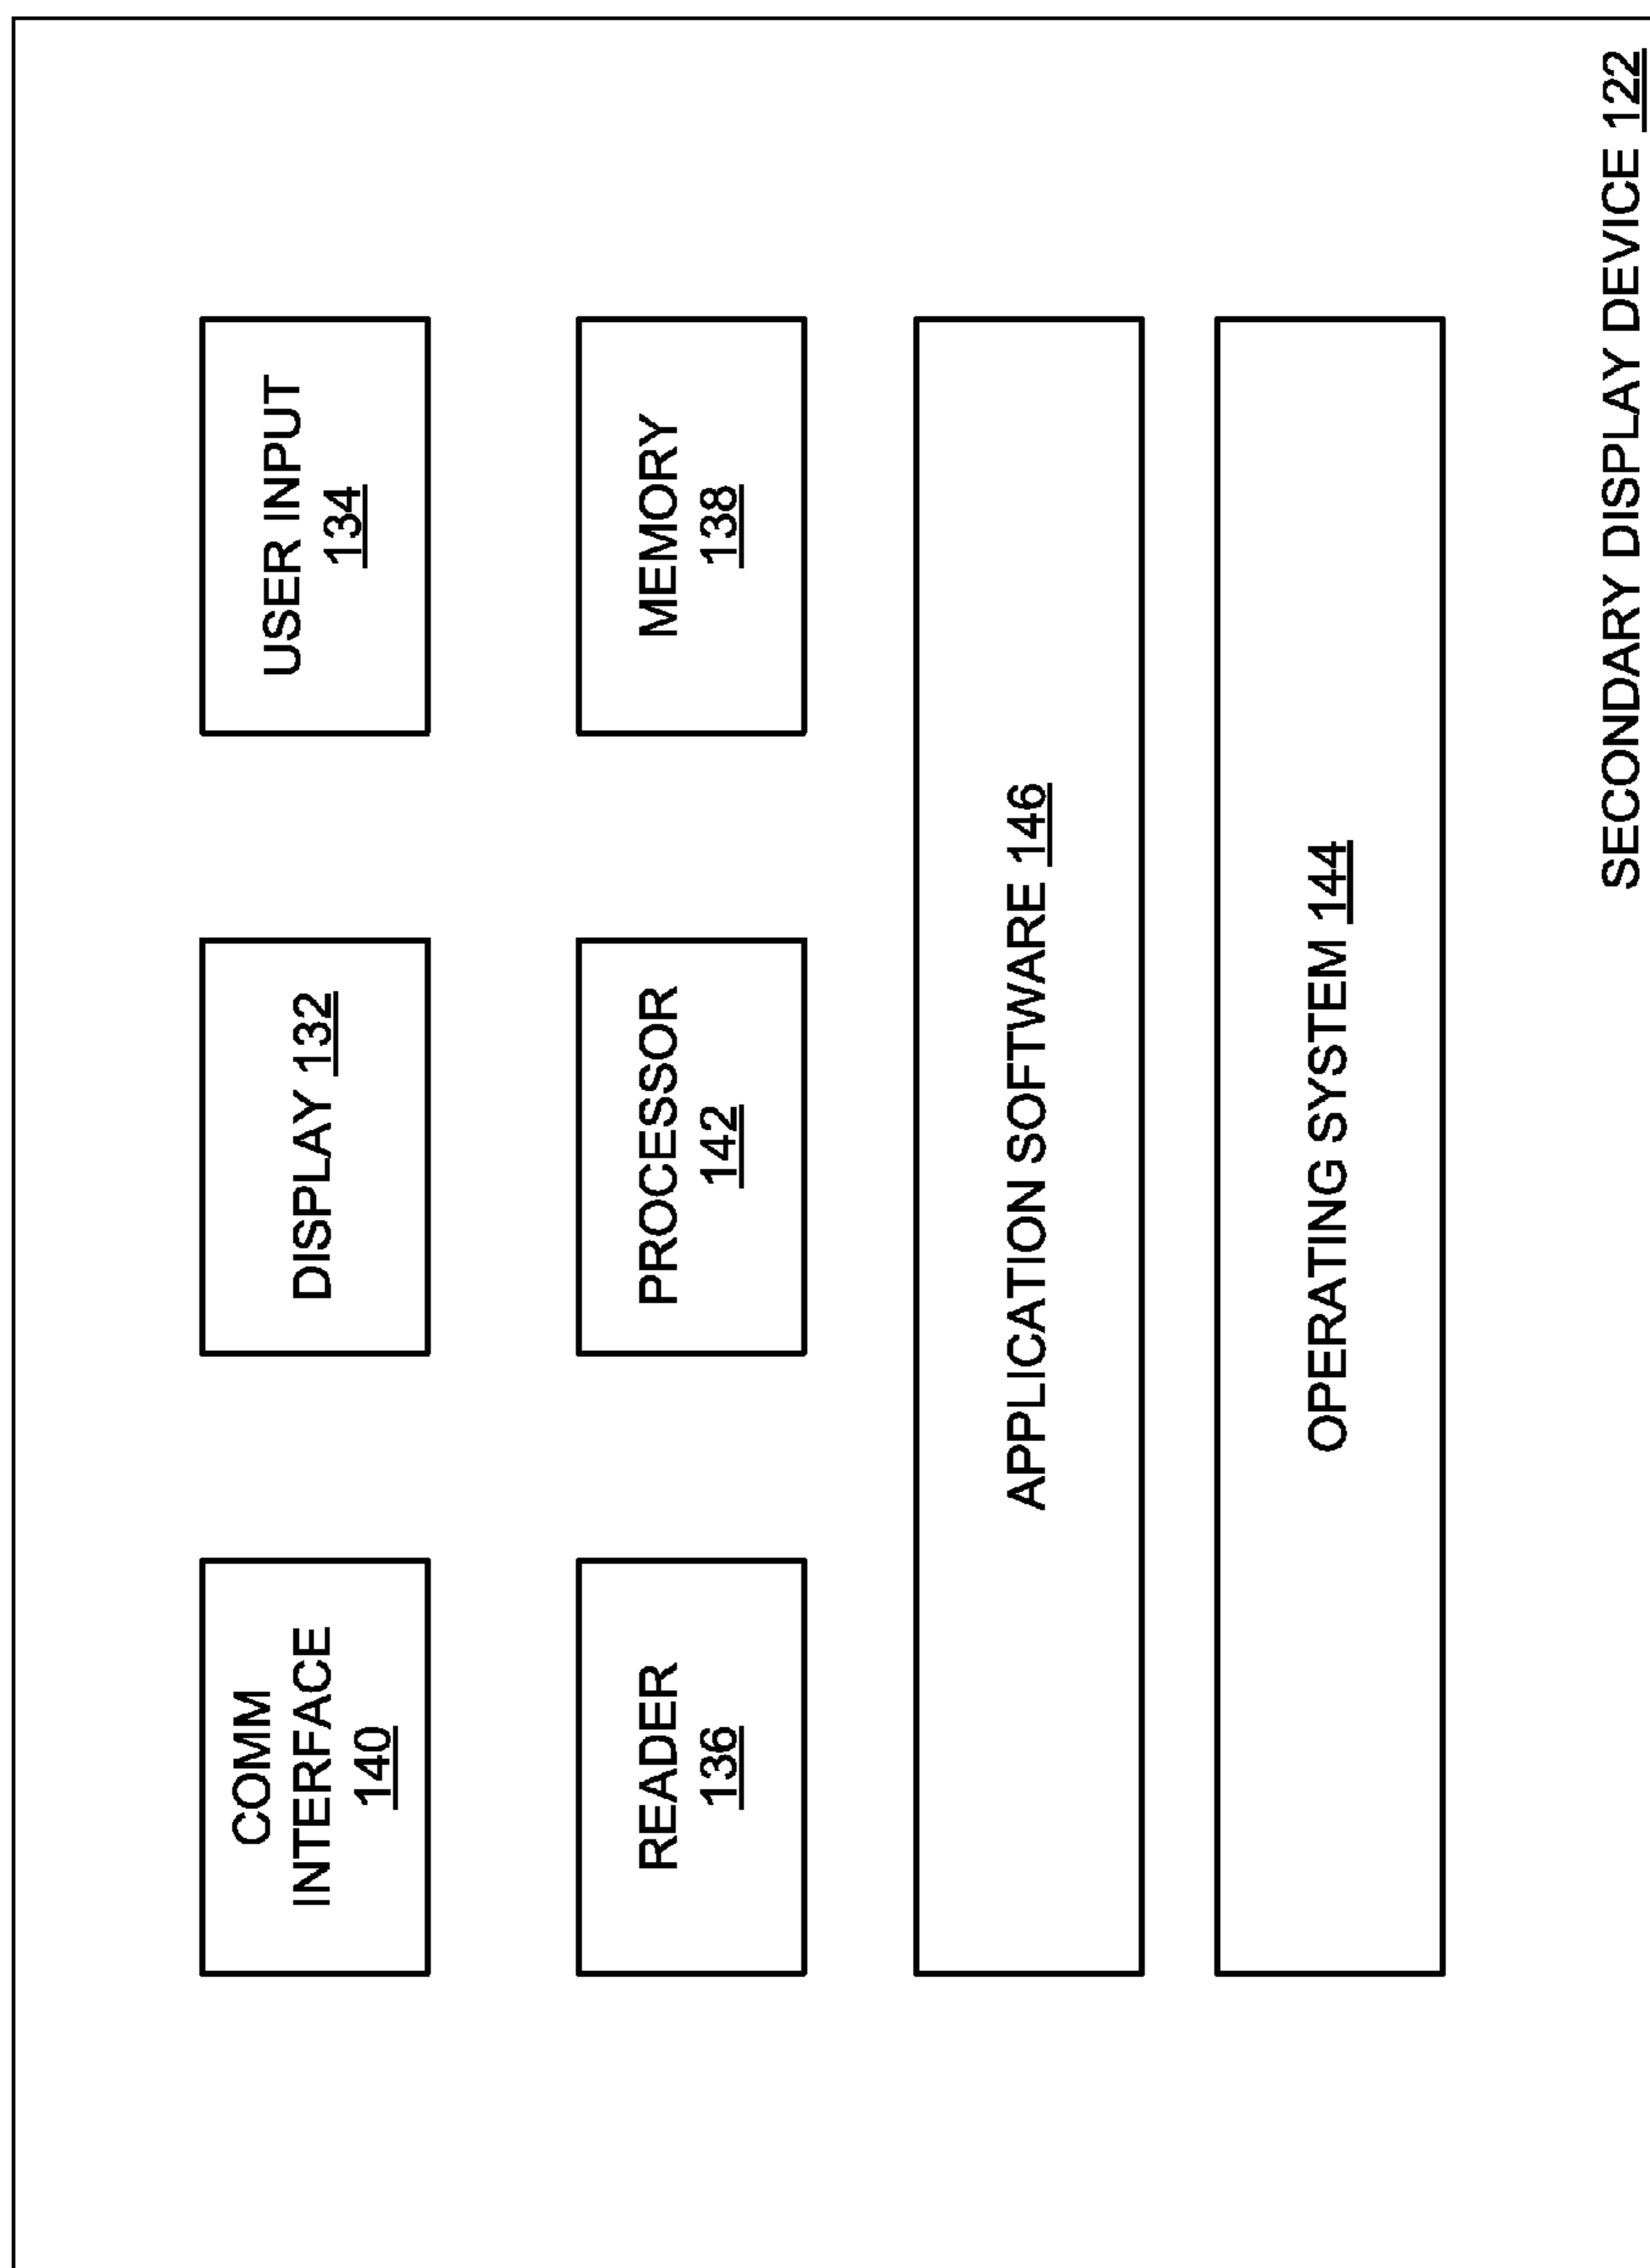 COMM
INTERFACE
140
DISPLAY 132
USER INPUT
134
READER
136
PROCESSOR
142
MEMORY
138
APPLICATION SOFTWARE 146
OPERATING SYSTEM 144
SECONDARY DISPLAY DEVICE 122